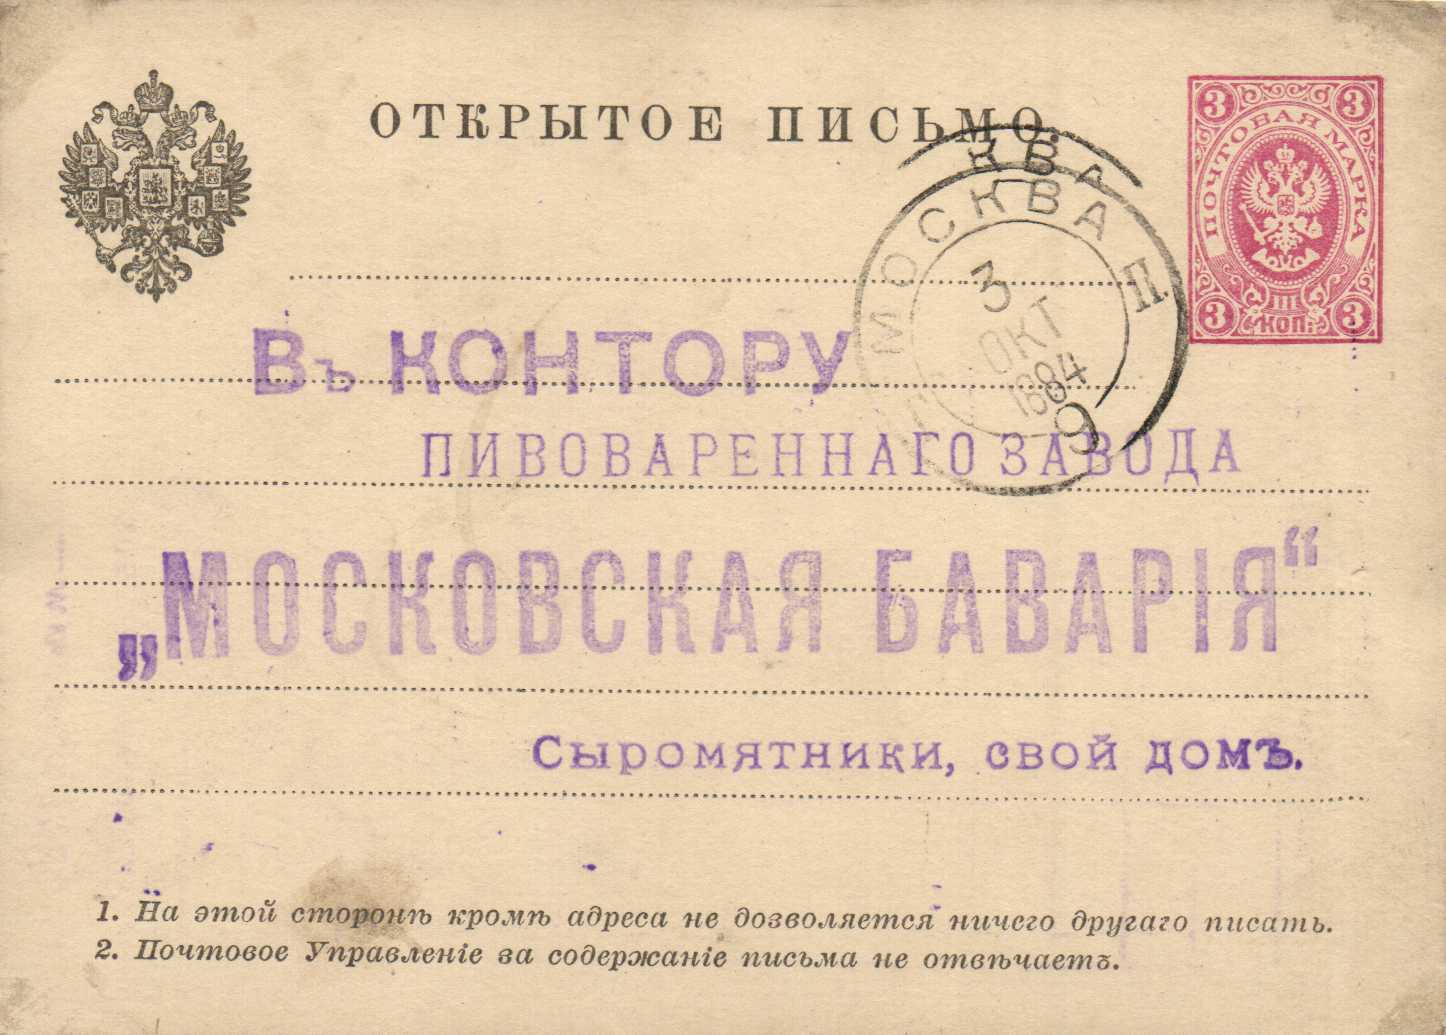 ОТКРЫТОЕ ПИСЬМО.
3 3
ПОЧТОВАЯ МАРКА
3 КОП. 3
КВА
МОСКВА П.
3
ОКТ
1884
9
Въ КОНТОРУ
ПИВОВАРЕННАГО ЗАВОДА
„МОСКОВСКАЯ БАВАРІЯ“
Сыромятники, свой домъ.
1. На этой сторонѣ кромѣ адреса не дозволяется ничего другаго писать.
2. Почтовое Управленіе за содержаніе письма не отвѣчаетъ.